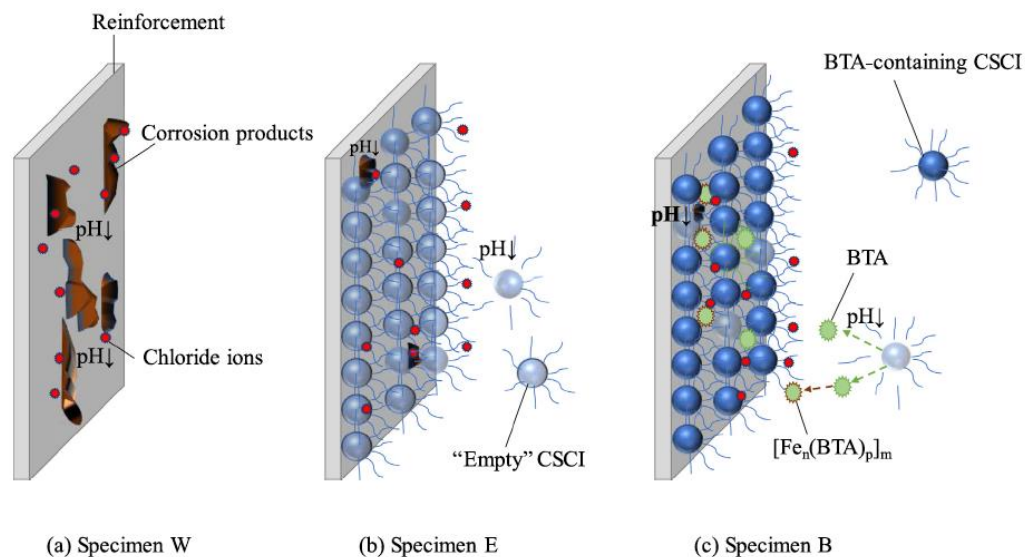 Reinforcement
Corrosion products
pH↓
pH↓
Chloride ions
(a) Specimen W
pH↓
pH↓
"Empty" CSCI
(b) Specimen E
BTA-containing CSCI
pH↓
BTA
pH↓
[Feₙ(BTA)ₚ]ₘ
(c) Specimen B